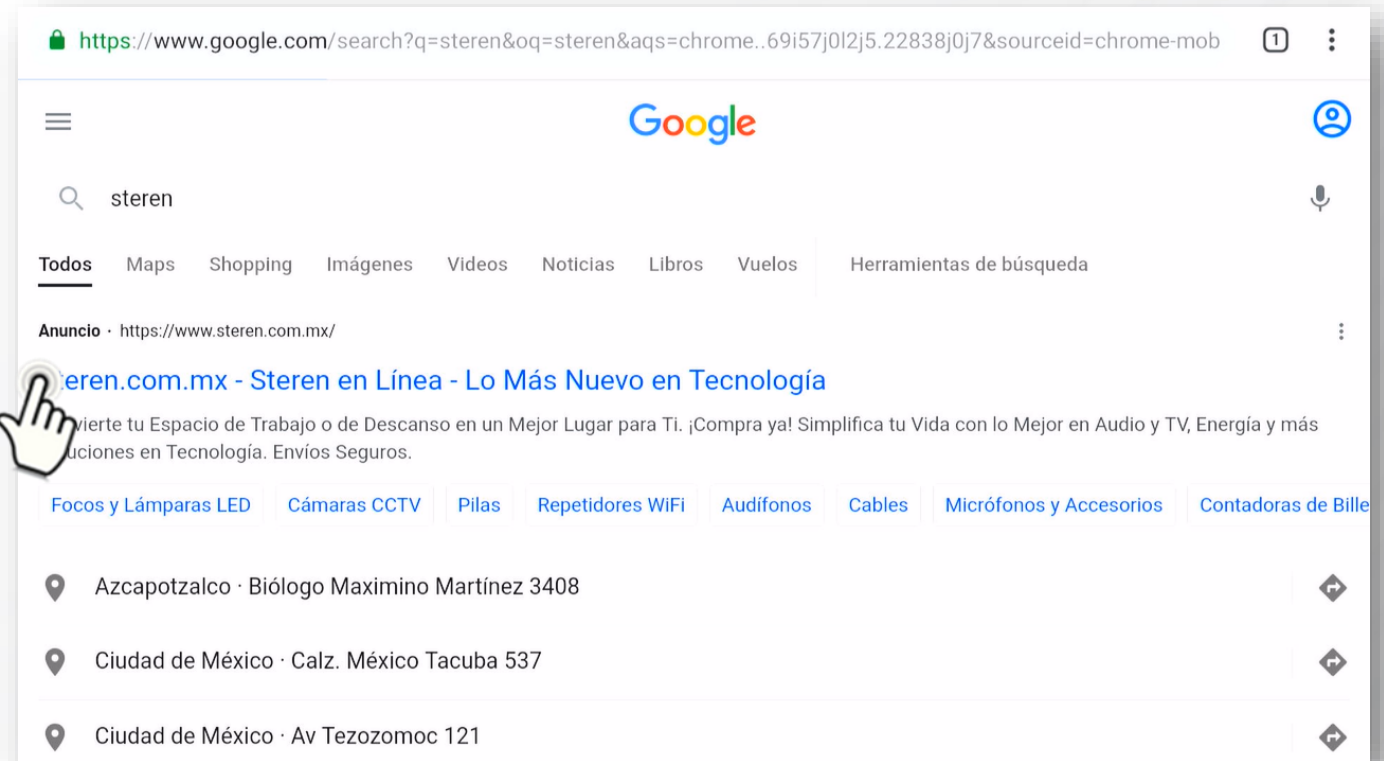 https://www.google.com/search?q=steren&oq=steren&aqs=chrome..69i57j0l2j5.22838j0j7&sourceid=chrome-mob 1
Google
steren
Todos Maps Shopping Imágenes Videos Noticias Libros Vuelos Herramientas de búsqueda
Anuncio · https://www.steren.com.mx/
teren.com.mx - Steren en Línea - Lo Más Nuevo en Tecnología
vierte tu Espacio de Trabajo o de Descanso en un Mejor Lugar para Ti. ¡Compra ya! Simplifica tu Vida con lo Mejor en Audio y TV, Energía y más
uciones en Tecnología. Envíos Seguros.
Focos y Lámparas LED Cámaras CCTV Pilas Repetidores WiFi Audífonos Cables Micrófonos y Accesorios Contadoras de Bille
Azcapotzalco · Biólogo Maximino Martínez 3408
Ciudad de México · Calz. México Tacuba 537
Ciudad de México · Av Tezozomoc 121